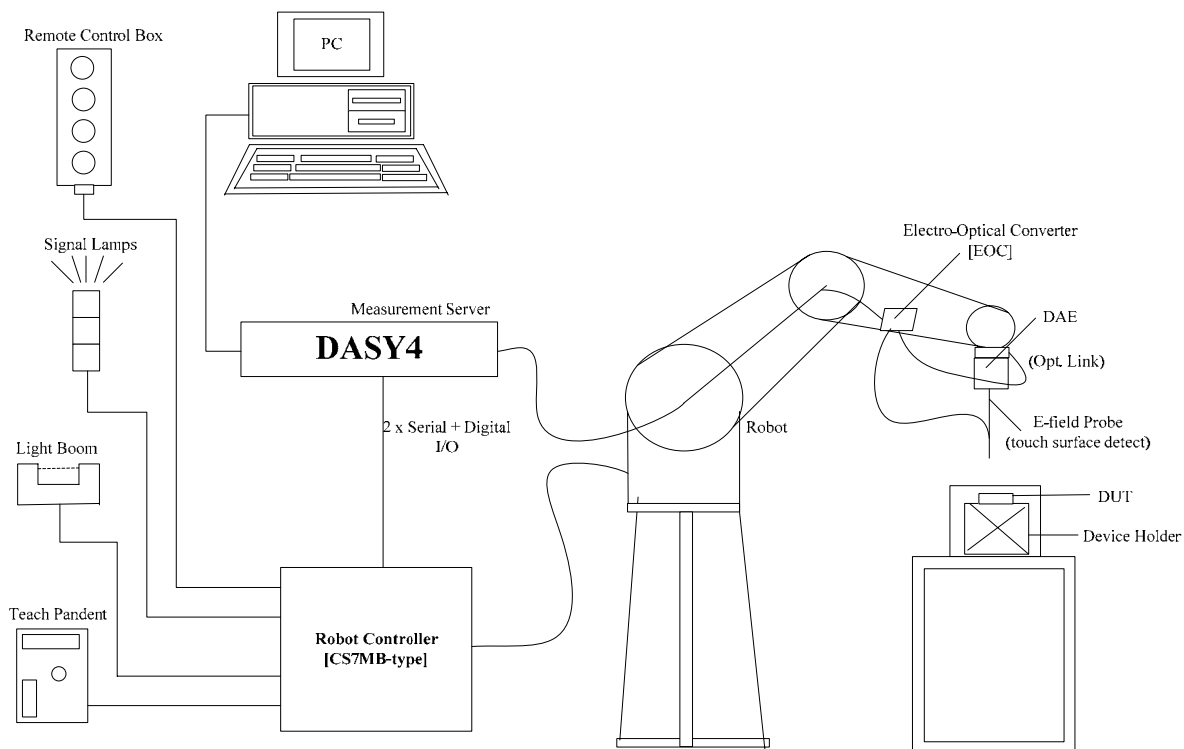 Remote Control Box
PC
Signal Lamps
Electro-Optical Converter
[EOC]
Measurement Server
DASY4
DAE
(Opt. Link)
2 x Serial + Digital
I/O
Robot
E-field Probe
(touch surface detect)
Light Boom
DUT
Device Holder
Teach Pandent
Robot Controller
[CS7MB-type]